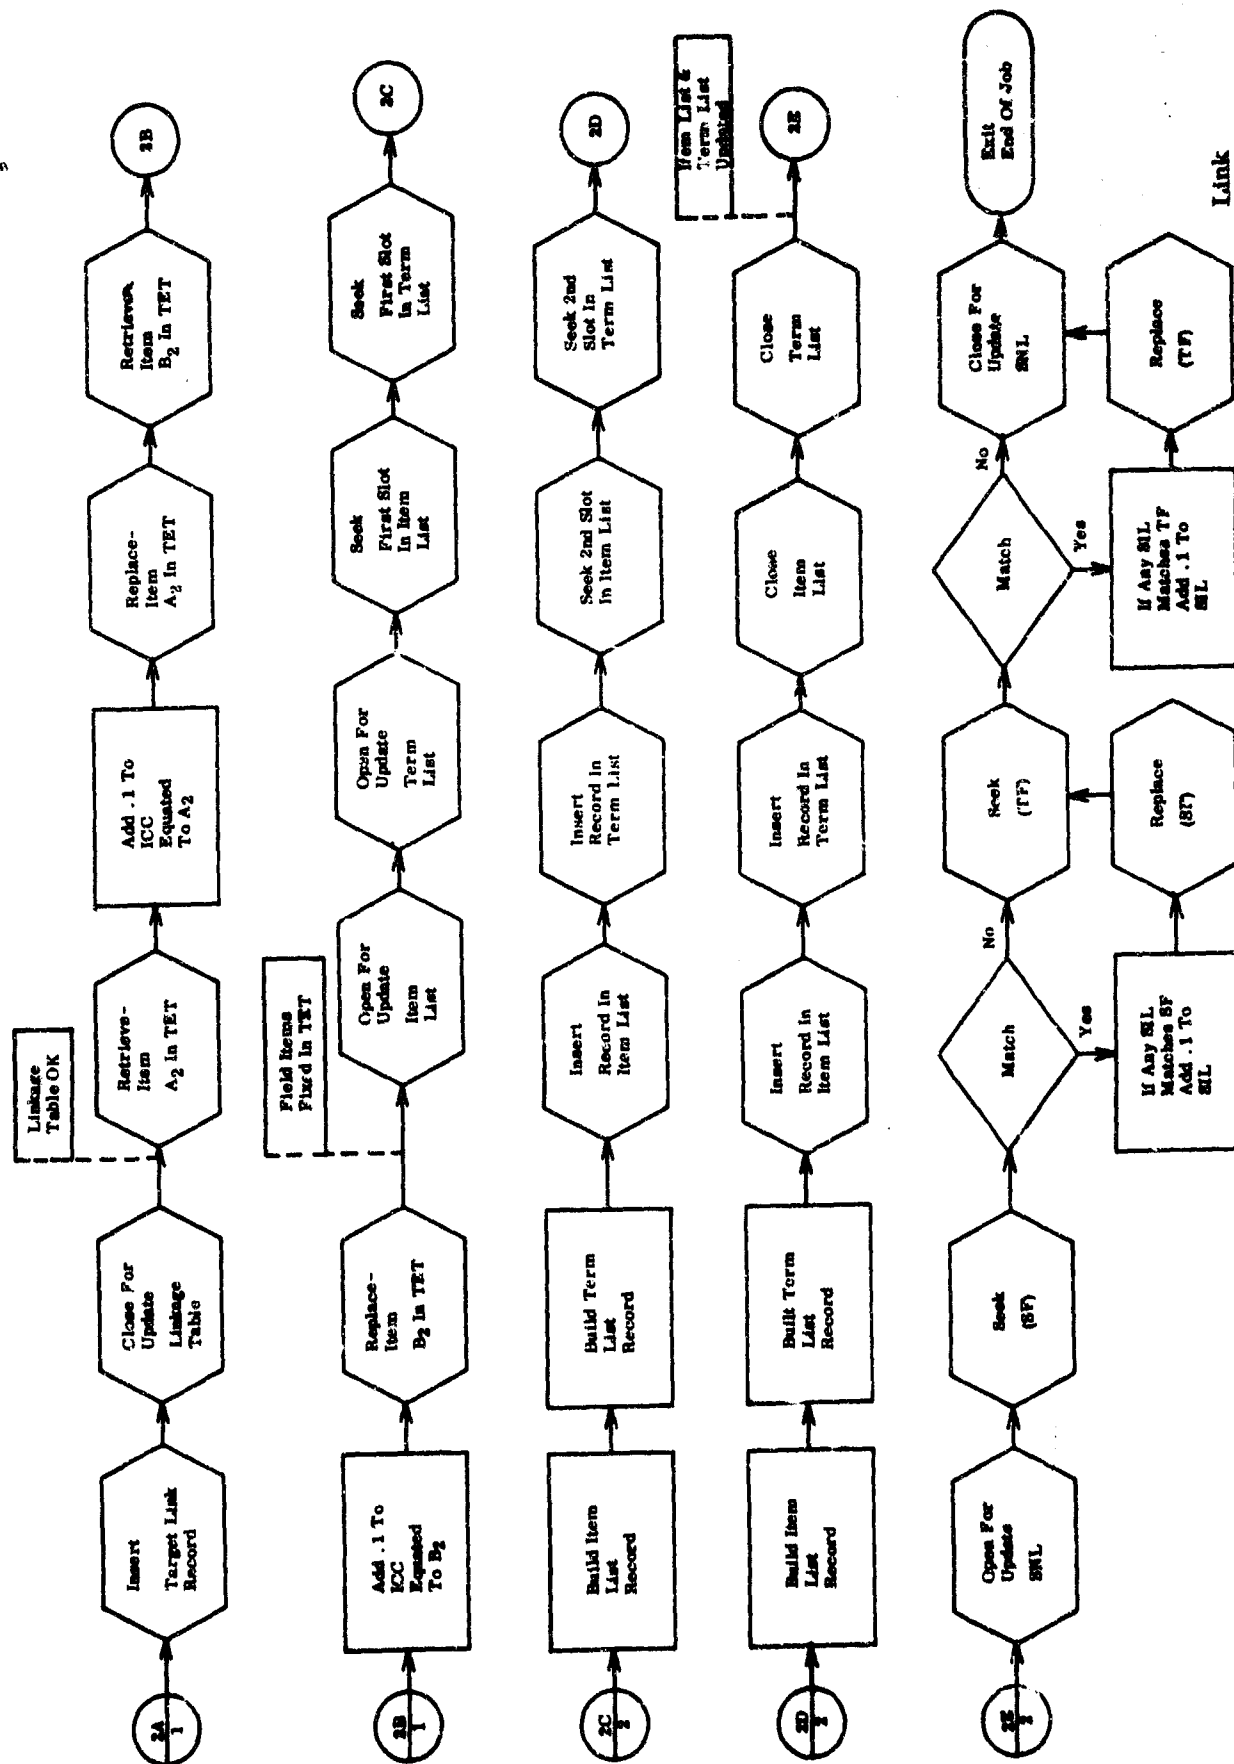 2A
1
Insert
Target Link
Record
Close For
Update
Linkage
Table
Linkage
Table OK
Retrieve-
Item
A2 In TET
Add .1 To
ICC
Equated
To A2
Replace-
Item
A2 In TET
Retrieve
Item
B2 In TET
2B
2B
1
Add .1 To
ICC
Equated
To B2
Replace-
Item
B2 In TET
Field Items
Fixed In TET
Open For
Update
Item
List
Open For
Update
Term
List
Seek
First Slot
In Item
List
Seek
First Slot
In Term
List
2C
2C
2
Build Item
List
Record
Build Term
List
Record
Insert
Record In
Item List
Insert
Record In
Term List
Seek 2nd Slot
In Item List
Seek 2nd
Slot In
Term List
2D
2D
2
Build Item
List
Record
Built Term
List
Record
Insert
Record In
Item List
Insert
Record In
Term List
Close
Item
List
Close
Term
List
Item List &
Term List
Updated
2E
2E
2
Open For
Update
SNL
Seek
(SF)
Match
No
Yes
If Any SIL
Matches SF
Add .1 To
SIL
Replace
(SF)
Seek
(TF)
Match
No
Yes
If Any SIL
Matches TF
Add .1 To
SIL
Replace
(TF)
Close For
Update
SNL
Exit
End Of Job
Link